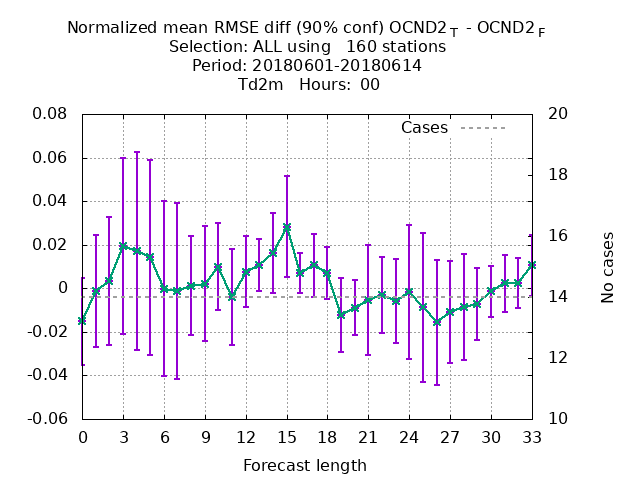 Normalized mean RMSE diff (90% conf) OCND2 T - OCND2 F
Selection: ALL using 160 stations
Period: 20180601-20180614
Td2m Hours: 00
Cases
0.08
0.06
0.04
0.02
0
-0.02
-0.04
-0.06
20
18
16
14
12
10
No cases
0 3 6 9 12 15 18 21 24 27 30 33
Forecast length